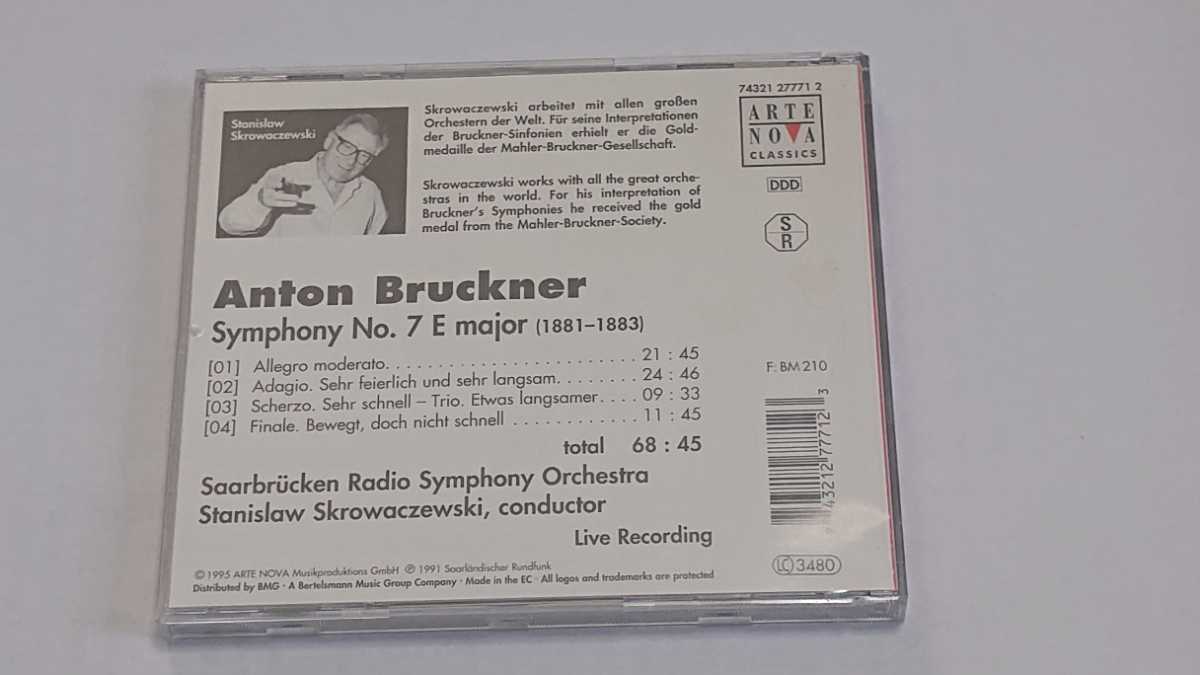 Stanislaw
Skrowaczewski
Skrowaczewski arbeitet mit allen großen
Orchestern der Welt. Für seine Interpretationen
der Bruckner-Sinfonien erhielt er die Gold-
medaille der Mahler-Bruckner-Gesellschaft.
Skrowaczewski works with all the great orche-
stras in the world. For his interpretation of
Bruckner's Symphonies he received the gold
medal from the Mahler-Bruckner-Society.
74321 27771 2
ARTE
NOVA
CLASSICS
DDD
S
R
Anton Bruckner
Symphony No. 7 E major (1881–1883)
[01] Allegro moderato. . . . . . . . . . . . . . . . . . . . . . . . . 21 : 45
[02] Adagio. Sehr feierlich und sehr langsam. . . . . . . . 24 : 46
[03] Scherzo. Sehr schnell – Trio. Etwas langsamer. . . . 09 : 33
[04] Finale. Bewegt, doch nicht schnell . . . . . . . . . . . . 11 : 45
total 68 : 45
F: BM 210
Saarbrücken Radio Symphony Orchestra
Stanislaw Skrowaczewski, conductor
Live Recording
© 1995 ARTE NOVA Musikproduktions GmbH ℗ 1991 Saarländischer Rundfunk
Distributed by BMG · A Bertelsmann Music Group Company · Made in the EC · All logos and trademarks are protected
LC 3480